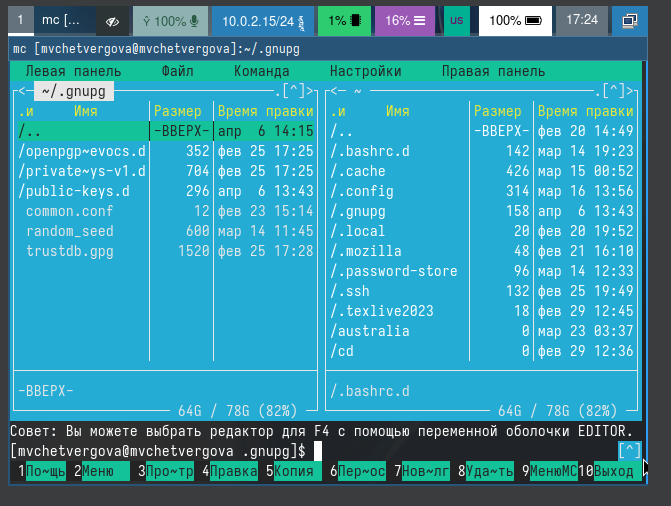 1 mc [... 100% 10.0.2.15/24 1% 16% us 100% 17:24
mc [mvchetvergova@mvchetvergova]:~/.gnupg
Левая панель Файл Команда Настройки Правая панель
<─ ~/.gnupg .[^]> <─ ~ .[^]>
.и Имя Размер Время правки .и Имя Размер Время правки
/.. -ВВЕРХ- апр 6 14:15 /.. -ВВЕРХ- фев 20 14:49
/openpgp~evocs.d 352 фев 25 17:25 /.bashrc.d 142 мар 14 19:23
/private~ys-v1.d 704 фев 25 17:25 /.cache 426 мар 15 00:52
/public-keys.d 296 апр 6 13:43 /.config 314 мар 16 13:56
common.conf 12 фев 23 15:14 /.gnupg 158 апр 6 13:43
random_seed 600 мар 14 11:45 /.local 20 фев 20 19:52
trustdb.gpg 1520 фев 25 17:28 /.mozilla 48 фев 21 16:10
/.password-store 96 мар 14 12:33
/.ssh 132 фев 25 19:49
/.texlive2023 18 фев 29 12:45
/australia 0 мар 23 03:37
/cd 0 фев 29 12:36
-ВВЕРХ- /.bashrc.d
64G / 78G (82%) 64G / 78G (82%)
Совет: Вы можете выбрать редактор для F4 с помощью переменной оболочки EDITOR.
[mvchetvergova@mvchetvergova .gnupg]$ [^]
1По~щь 2Меню 3Про~тр 4Правка 5Копия 6Пер~ос 7Нов~лг 8Уда~ть 9МенюМС 10Выход